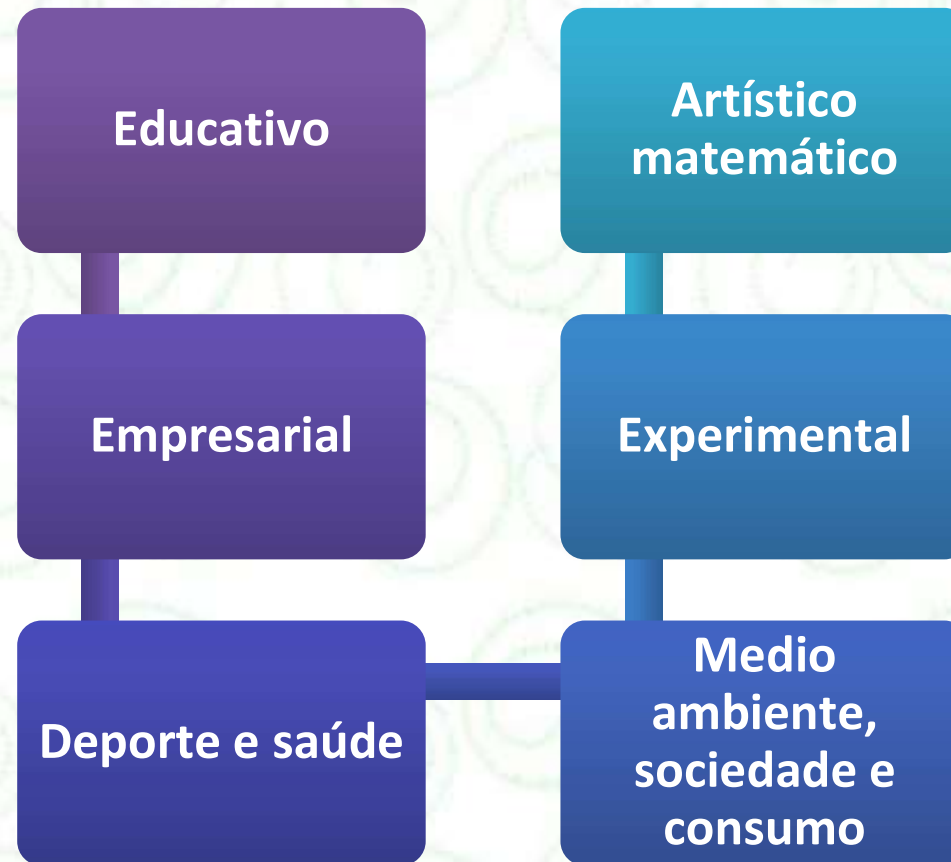 Educativo
Empresarial
Deporte e saúde
Medio
ambiente,
sociedade e
consumo
Experimental
Artístico
matemático